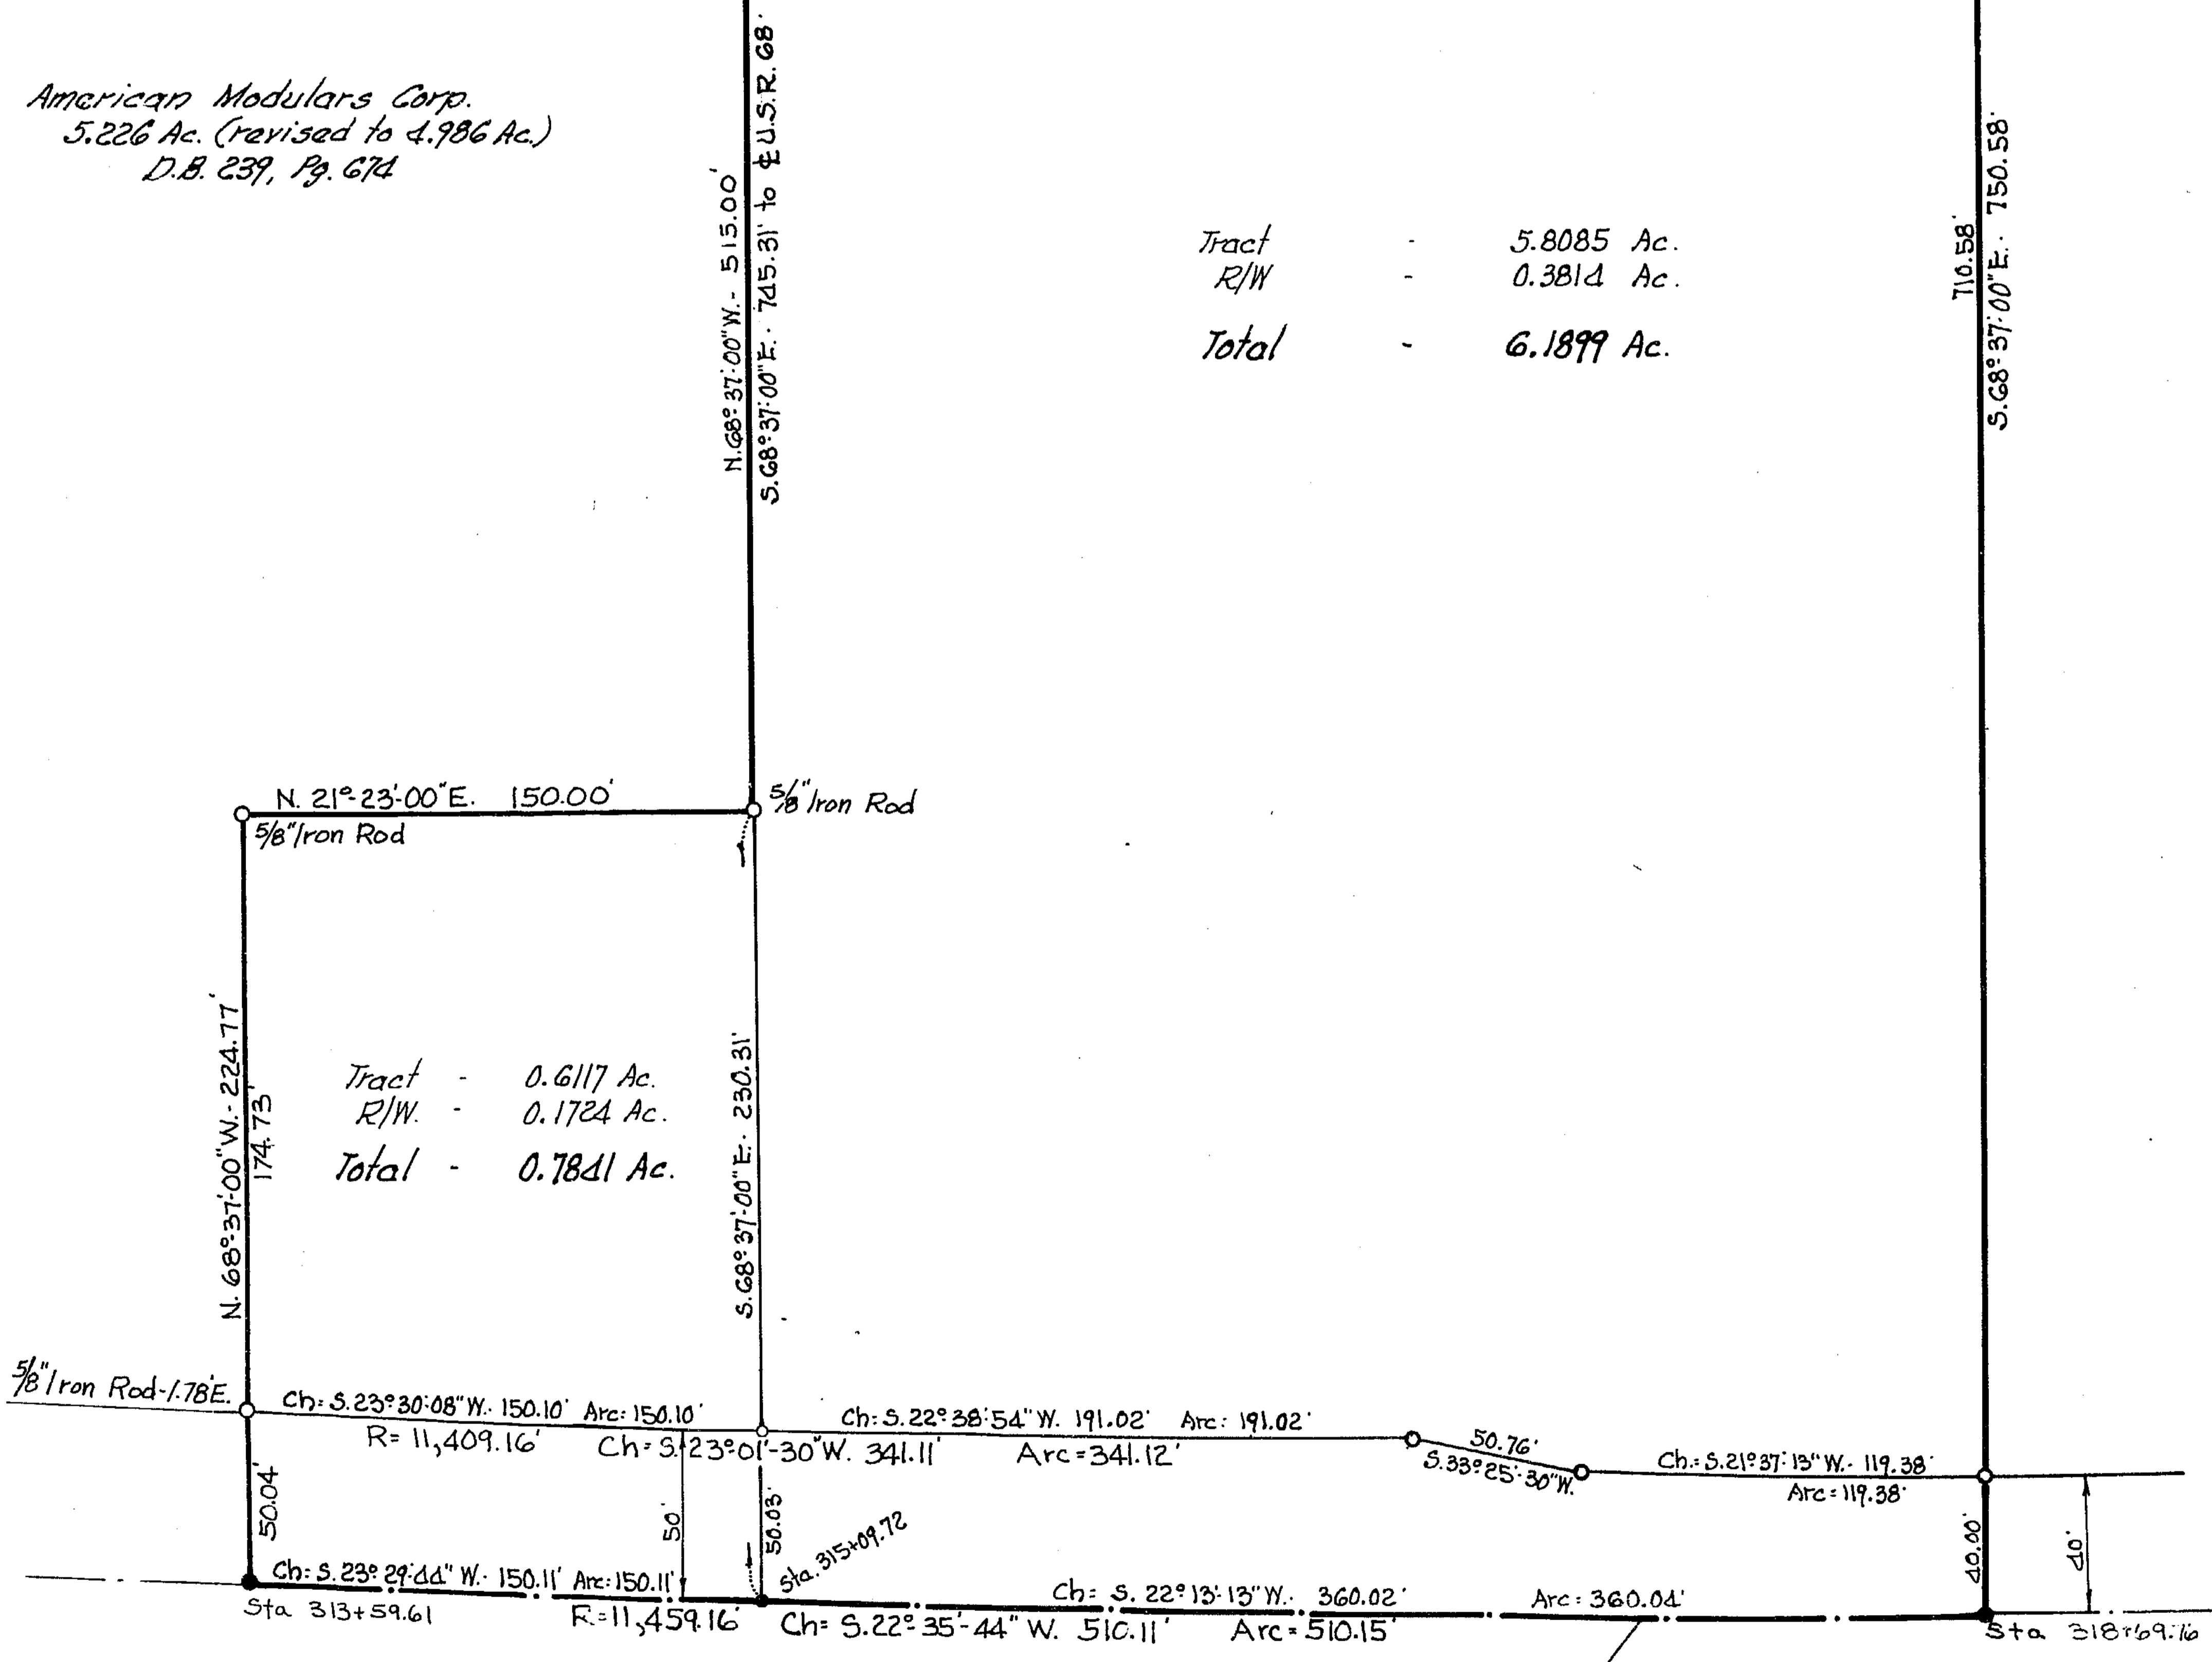 American Modulars Corp.
5.226 Ac. (revised to 4.986 Ac.)
D.B. 239, Pg. 674
N.68°37'00"W.- 515.00'
S.68°37'00"E. 745.31' to ℄ U.S.R. 68
710.58'
S.68°37'00"E. 750.58'
Tract - 5.8085 Ac.
R/W - 0.3814 Ac.
Total - 6.1899 Ac.
N. 21°-23'-00"E. 150.00'
5/8" Iron Rod
5/8" Iron Rod
N. 68°-37'-00"W.- 224.77'
174.73'
Tract - 0.6117 Ac.
R/W. - 0.1724 Ac.
Total - 0.7841 Ac.
S.68°37'-00"E. 230.31'
5/8" Iron Rod-1.78'E.
Ch= S.23°30'08"W. 150.10' Arc=150.10'
R= 11,409.16'
Ch= S.23°01'-30"W. 341.11' Arc=341.12'
Ch= S.22°38'54"W. 191.02' Arc= 191.02'
50.76'
S.33°25'-30"W.
Ch.= S.21°37'13"W.- 119.38'
Arc=119.38'
50.04'
50'
50.03'
Sta. 315+09.72
40.00'
40'
Ch= S.23°29'44"W.- 150.11' Arc=150.11'
Sta 313+59.61
R=11,459.16'
Ch= S.22°-35'-44"W. 510.11' Arc=510.15'
Ch= S. 22°13'-13"W. 360.02' Arc= 360.04'
Sta 318+69.76